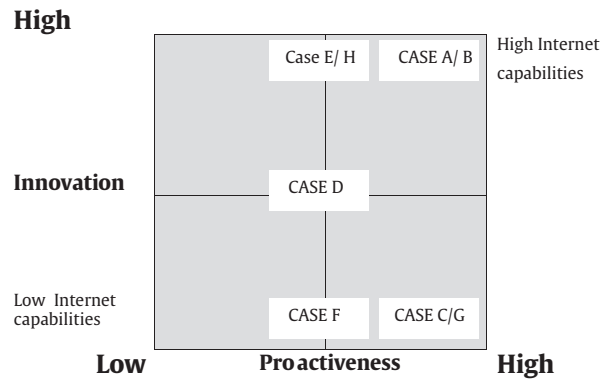 High
Case E/ H
CASE A/ B
High Internet
capabilities
Innovation
CASE D
Low Internet
capabilities
CASE F
CASE C/G
Low
Proactiveness
High